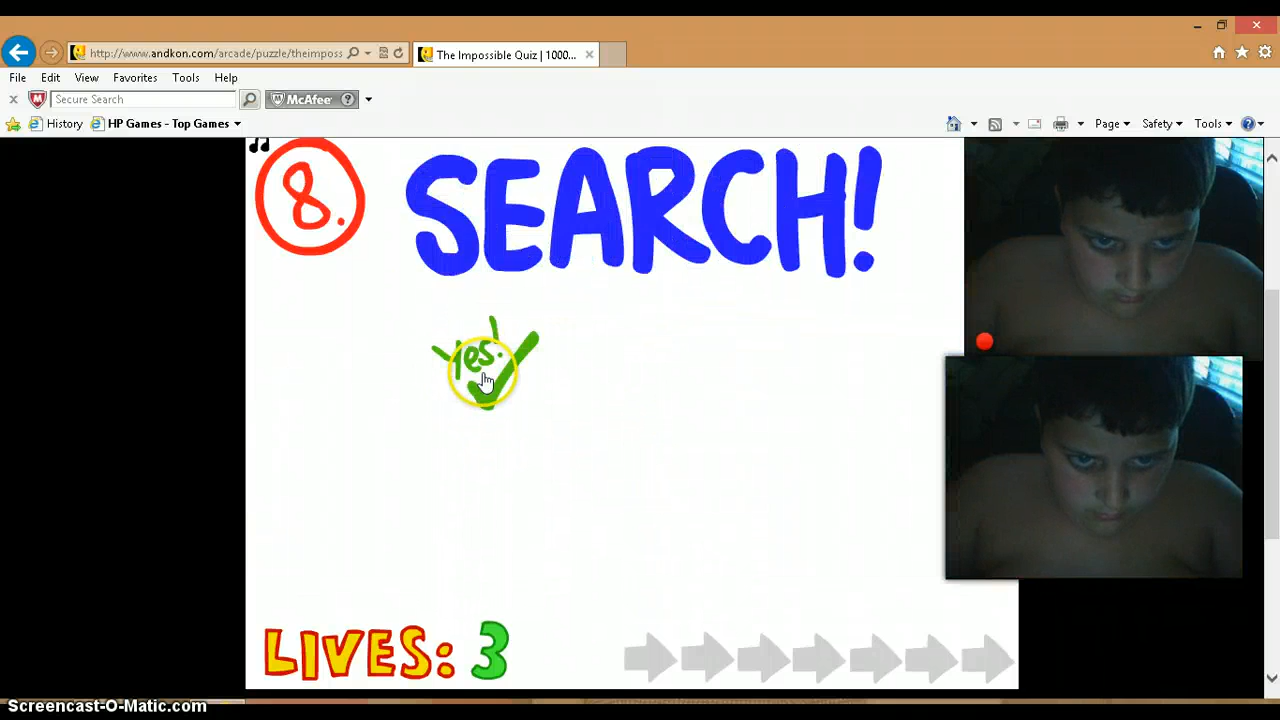 http://www.andkon.com/arcade/puzzle/theimposs
The Impossible Quiz | 1000...
File Edit View Favorites Tools Help
Secure Search McAfee
History HP Games - Top Games
Page Safety Tools
8. SEARCH!
Yes.
LIVES: 3
Screencast-O-Matic.com